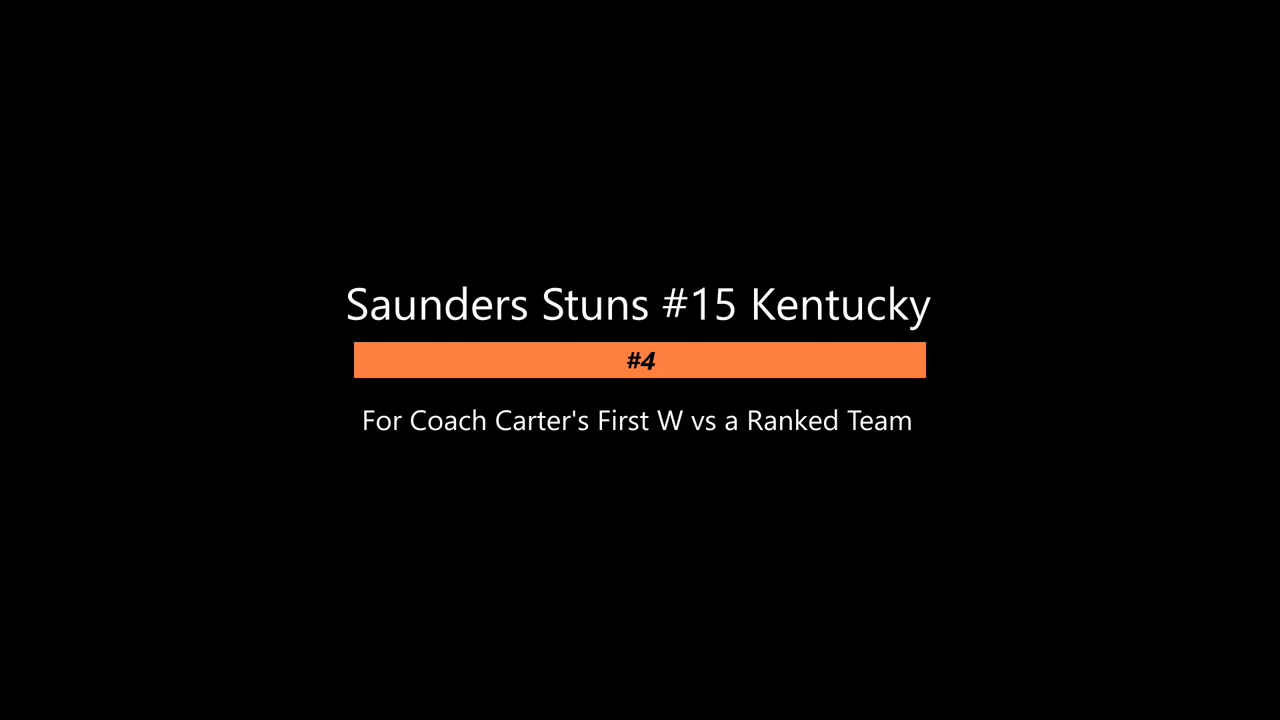 Saunders Stuns #15 Kentucky
#4
For Coach Carter's First W vs a Ranked Team